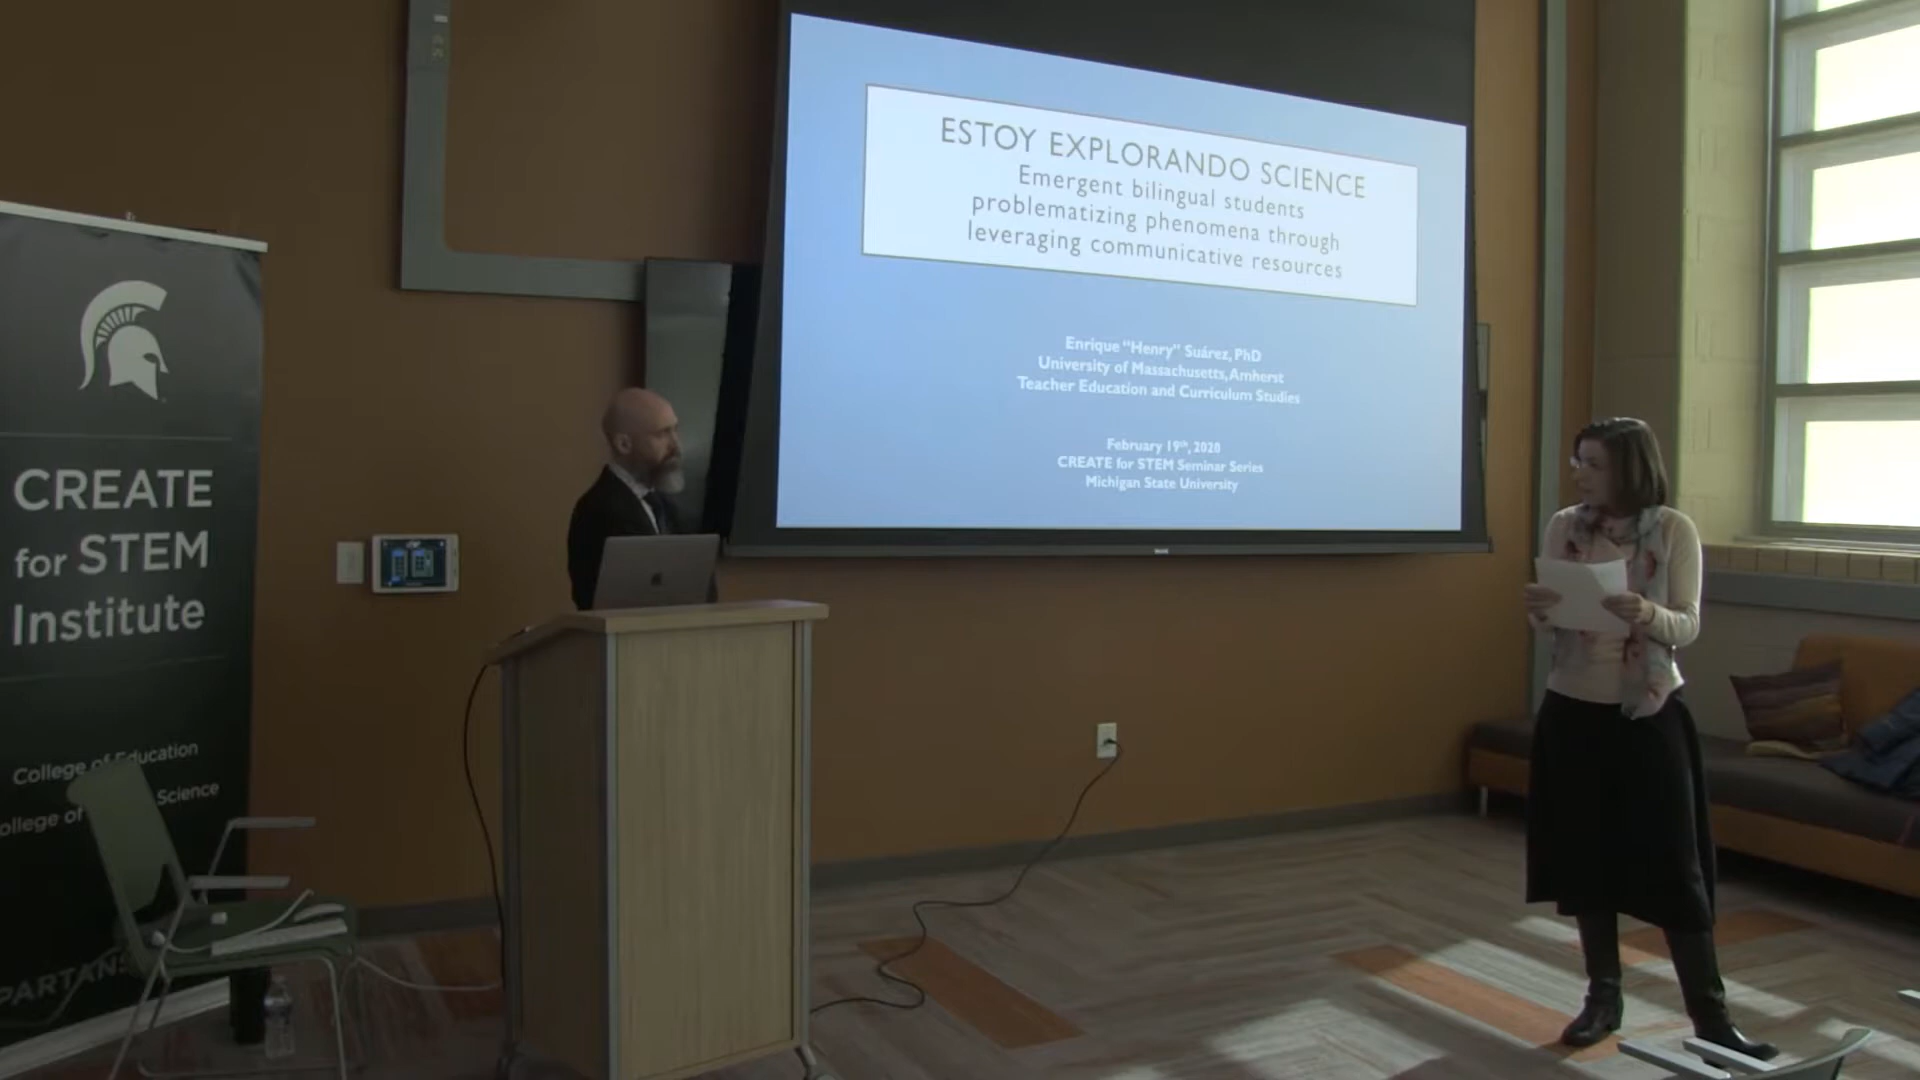 ESTOY EXPLORANDO SCIENCE
Emergent bilingual students
problematizing phenomena through
leveraging communicative resources
Enrique “Henry” Suárez, PhD
University of Massachusetts, Amherst
Teacher Education and Curriculum Studies
February 19th, 2020
CREATE for STEM Seminar Series
Michigan State University
CREATE
for STEM
Institute
College of Education
College of Science